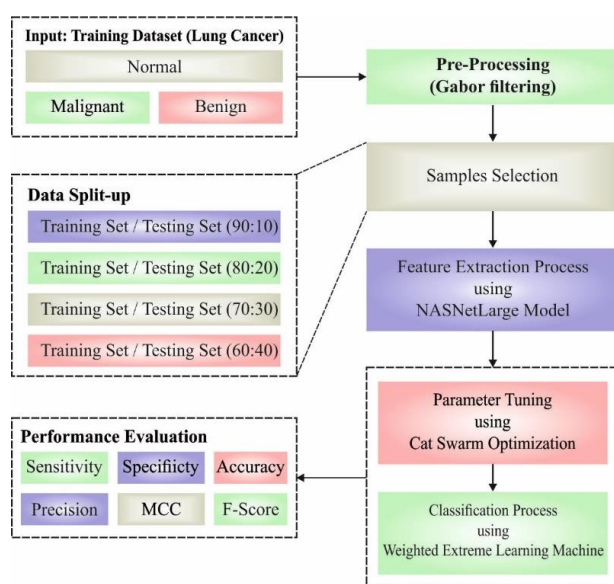 Input: Training Dataset (Lung Cancer)
Normal
Malignant
Benign
Pre-Processing
(Gabor filtering)
Samples Selection
Data Split-up
Training Set / Testing Set (90:10)
Training Set / Testing Set (80:20)
Training Set / Testing Set (70:30)
Training Set / Testing Set (60:40)
Feature Extraction Process
using
NASNetLarge Model
Parameter Tuning
using
Cat Swarm Optimization
Classification Process
using
Weighted Extreme Learning Machine
Performance Evaluation
Sensitivity
Specifiicty
Accuracy
Precision
MCC
F-Score